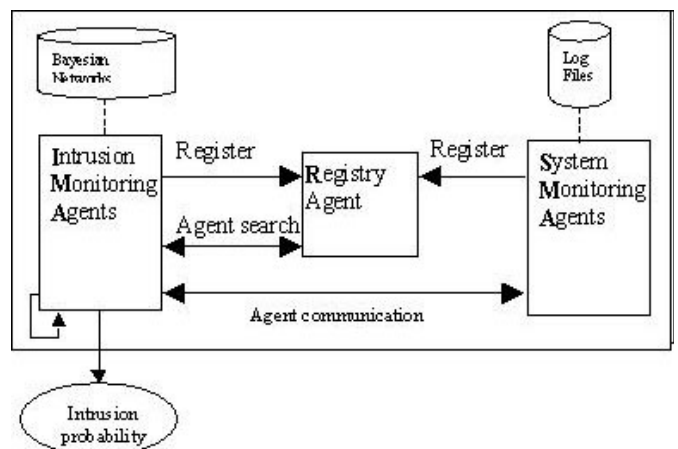 Bayesian
Networks
Log
Files
Intrusion
Monitoring
Agents
Register
Registry
Agent
Register
System
Monitoring
Agents
Agent search
Agent communication
Intrusion
probability